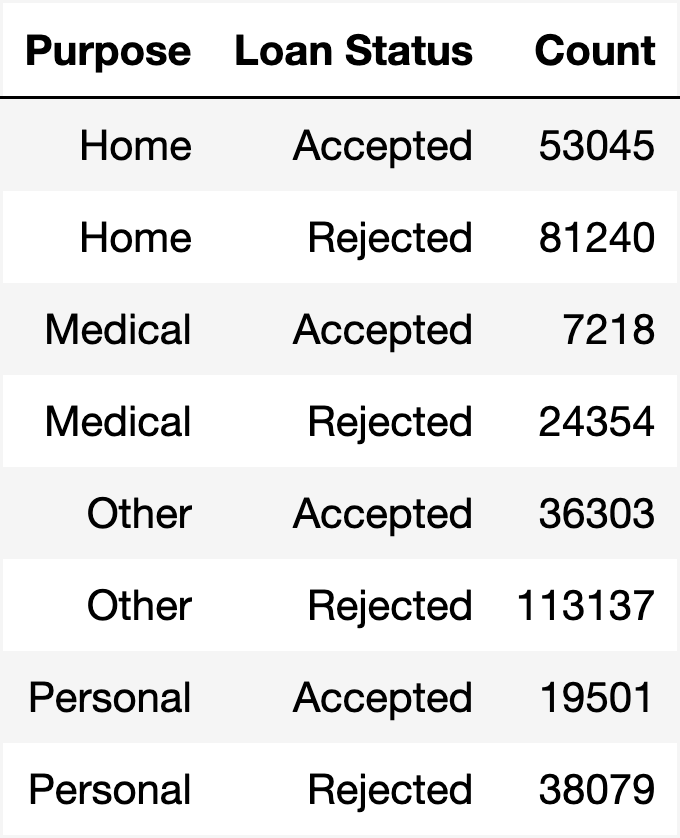 Purpose Loan Status Count
Home Accepted 53045
Home Rejected 81240
Medical Accepted 7218
Medical Rejected 24354
Other Accepted 36303
Other Rejected 113137
Personal Accepted 19501
Personal Rejected 38079